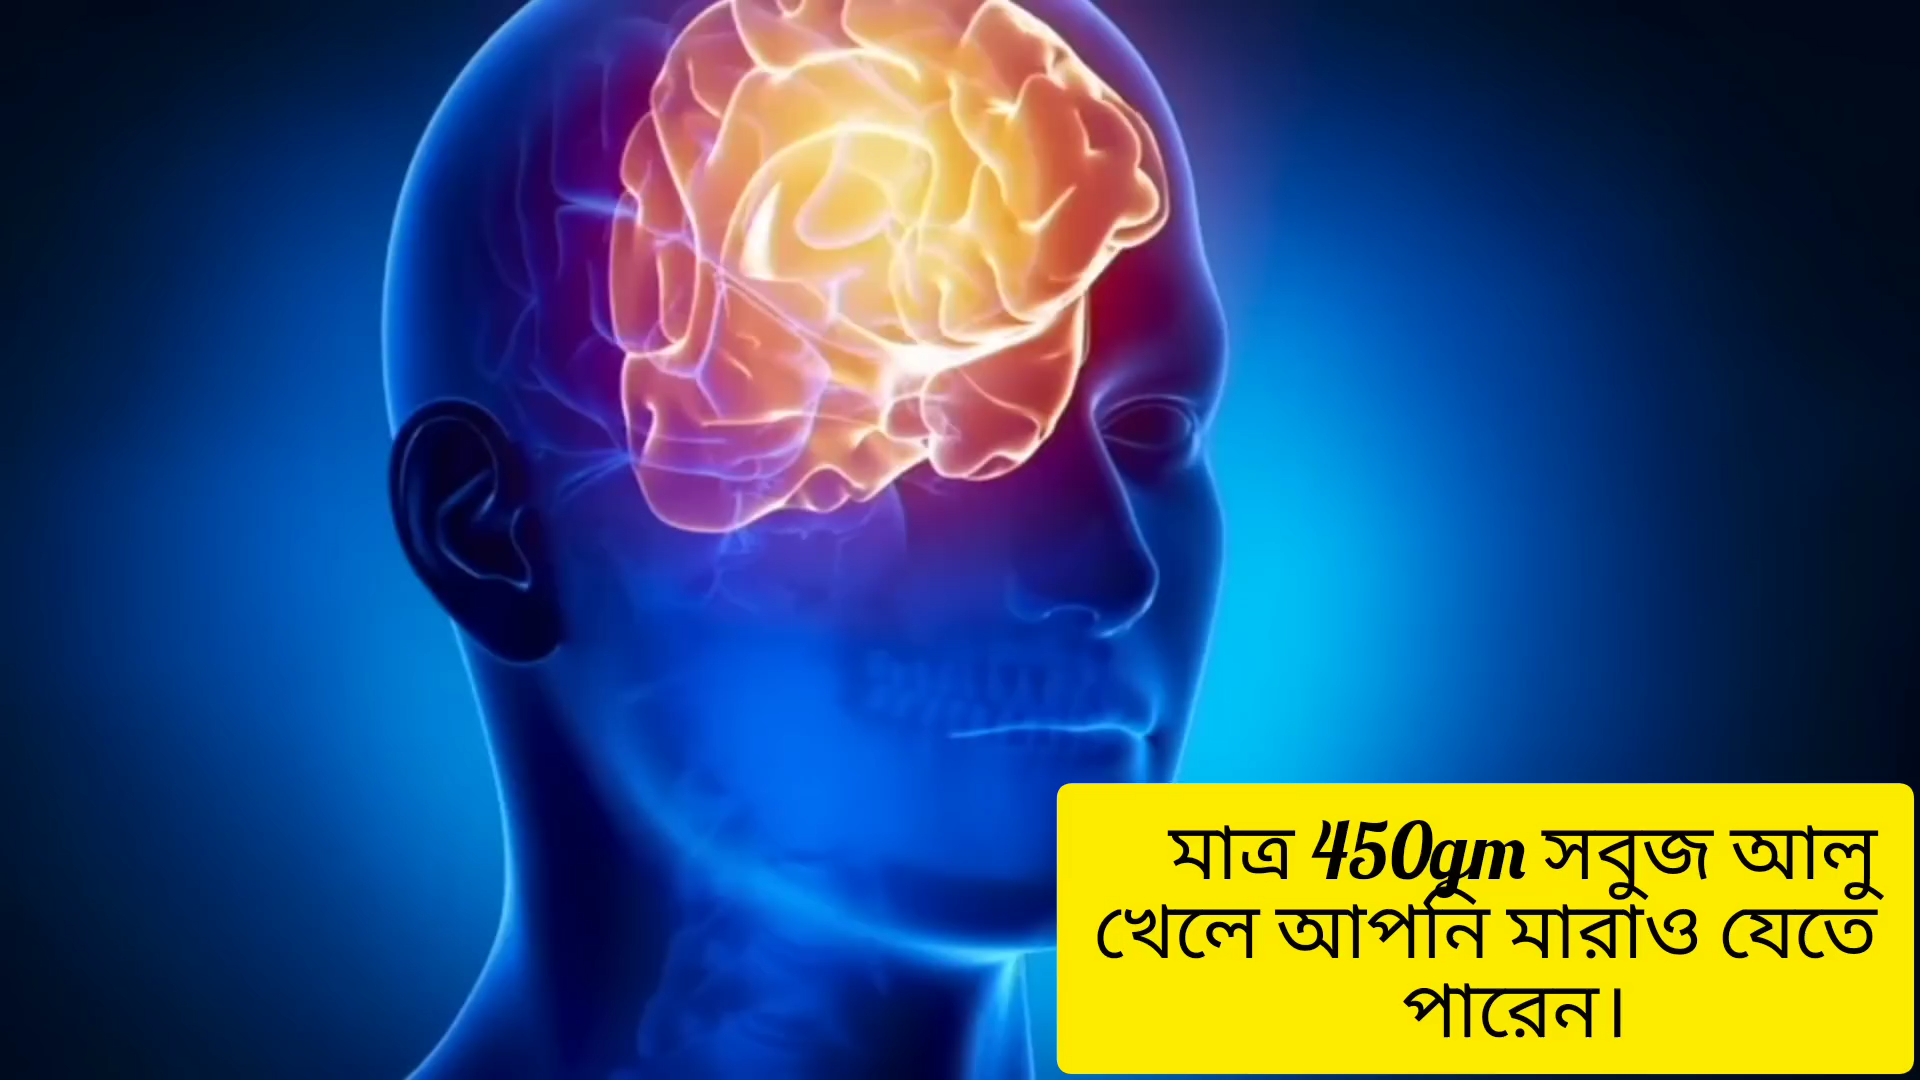 মাত্র 450gm সবুজ আলু
খেলে আপনি মারাও যেতে
পারেন।